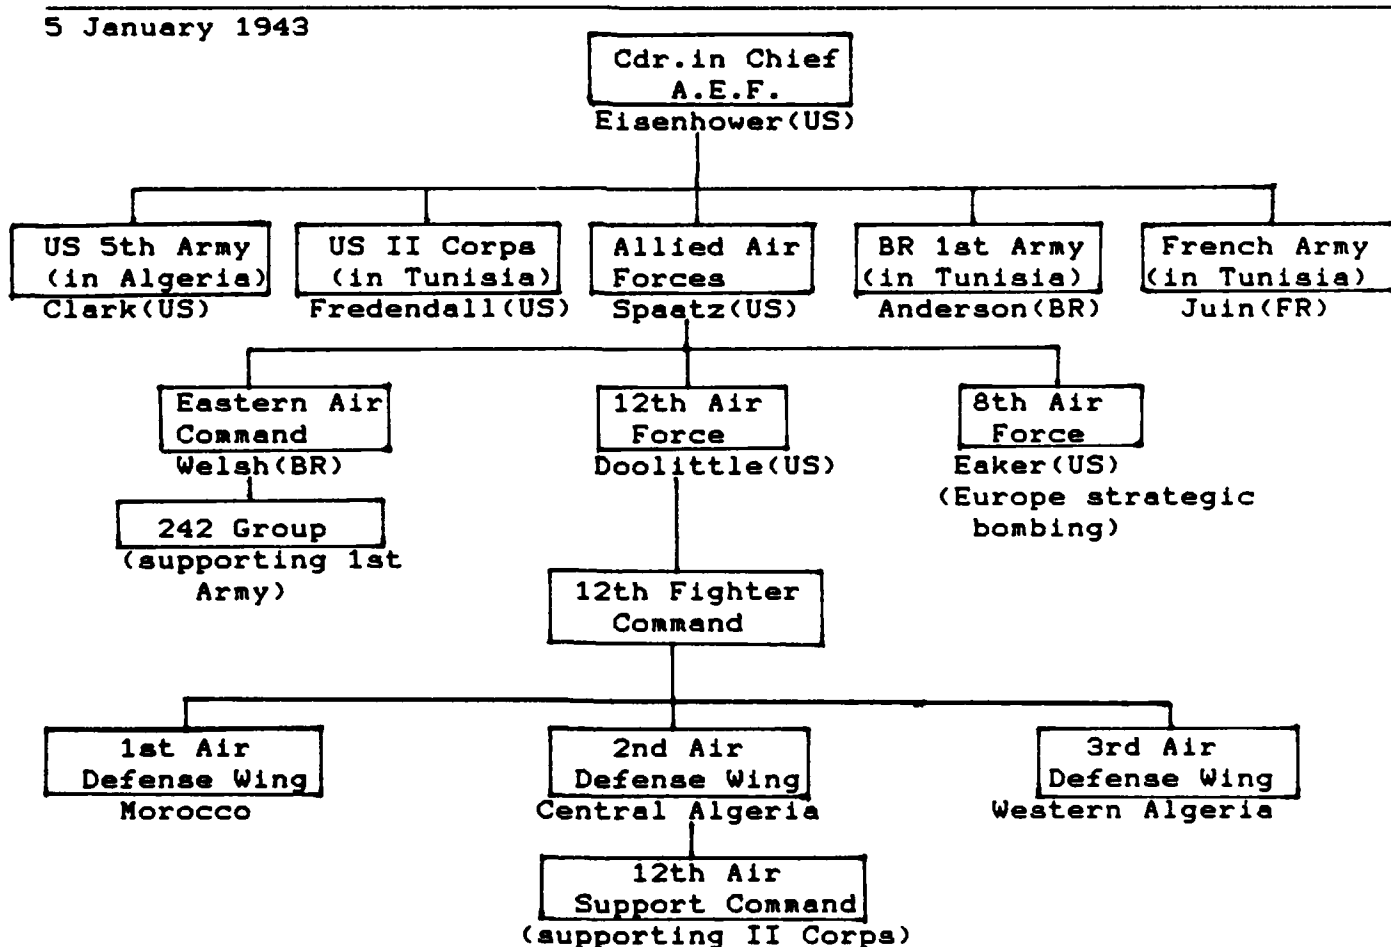 5 January 1943
Cdr.in Chief
A.E.F.
Eisenhower(US)
US 5th Army
(in Algeria)
Clark(US)
US II Corps
(in Tunisia)
Fredendall(US)
Allied Air
Forces
Spaatz(US)
BR 1st Army
(in Tunisia)
Anderson(BR)
French Army
(in Tunisia)
Juin(FR)
Eastern Air
Command
Welsh(BR)
12th Air
Force
Doolittle(US)
8th Air
Force
Eaker(US)
(Europe strategic
bombing)
242 Group
(supporting 1st
Army)
12th Fighter
Command
1st Air
Defense Wing
Morocco
2nd Air
Defense Wing
Central Algeria
3rd Air
Defense Wing
Western Algeria
12th Air
Support Command
(supporting II Corps)